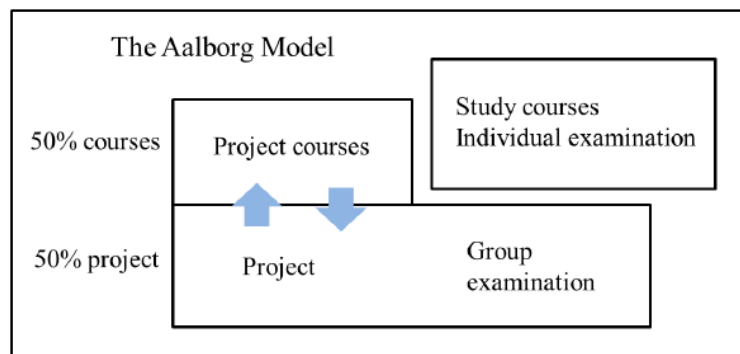 The Aalborg Model
Study courses
Individual examination
50% courses
Project courses
50% project
Project
Group
examination